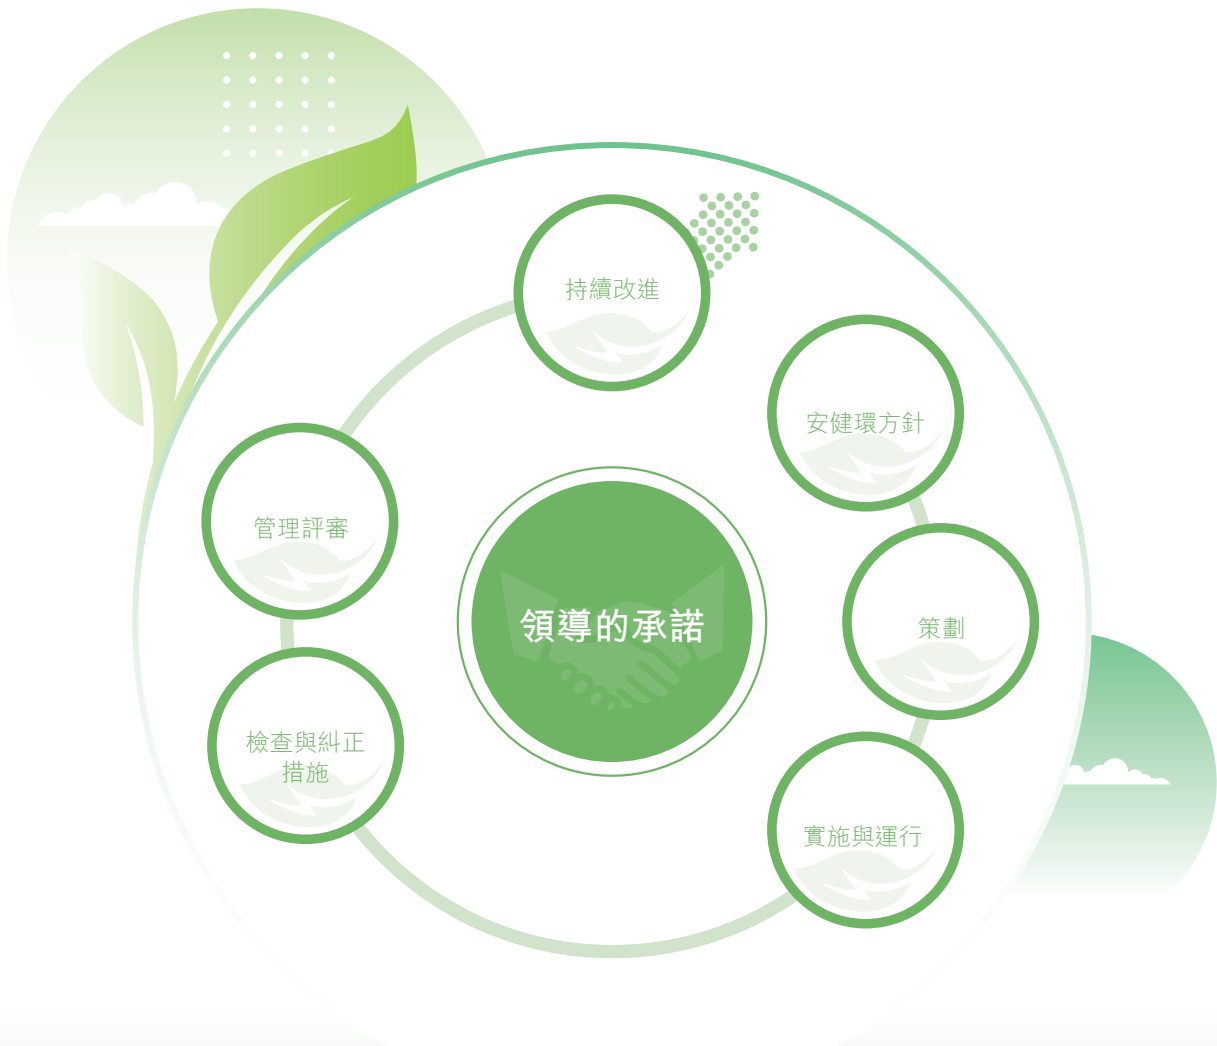 持續改進
安健環方針
策劃
實施與運行
檢查與糾正
措施
管理評審
領導的承諾